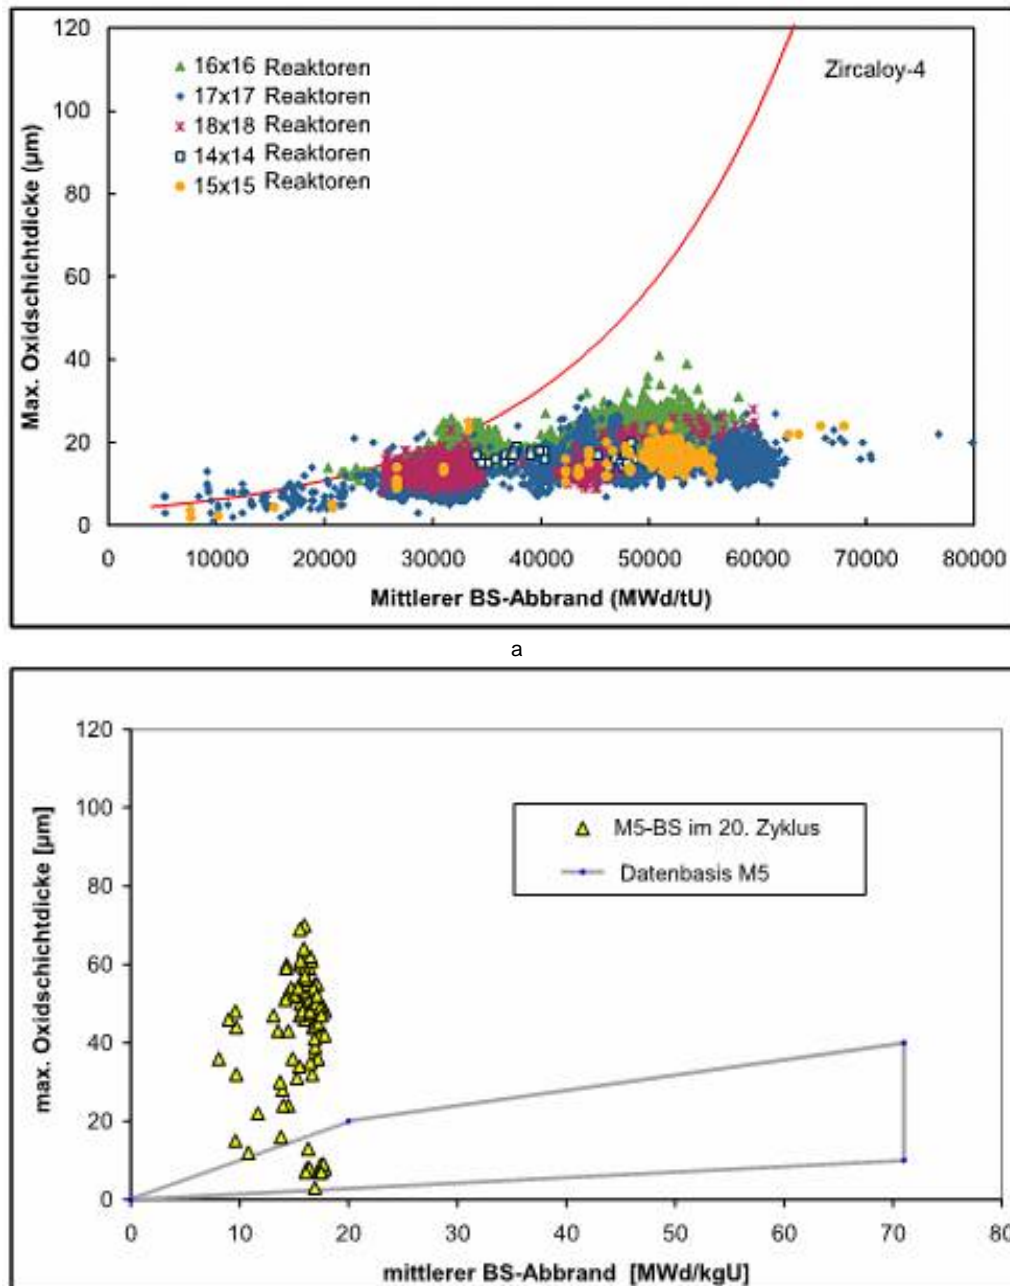 120
100
80
60
40
20
0
Max. Oxidschichtdicke (µm)
16x16 Reaktoren
17x17 Reaktoren
18x18 Reaktoren
14x14 Reaktoren
15x15 Reaktoren
Zircaloy-4
0 10000 20000 30000 40000 50000 60000 70000 80000
Mittlerer BS-Abbrand (MWd/tU)
a
120
100
80
60
40
20
0
max. Oxidschichtdicke [µm]
M5-BS im 20. Zyklus
Datenbasis M5
0 10 20 30 40 50 60 70 80
mittlerer BS-Abbrand [MWd/kgU]